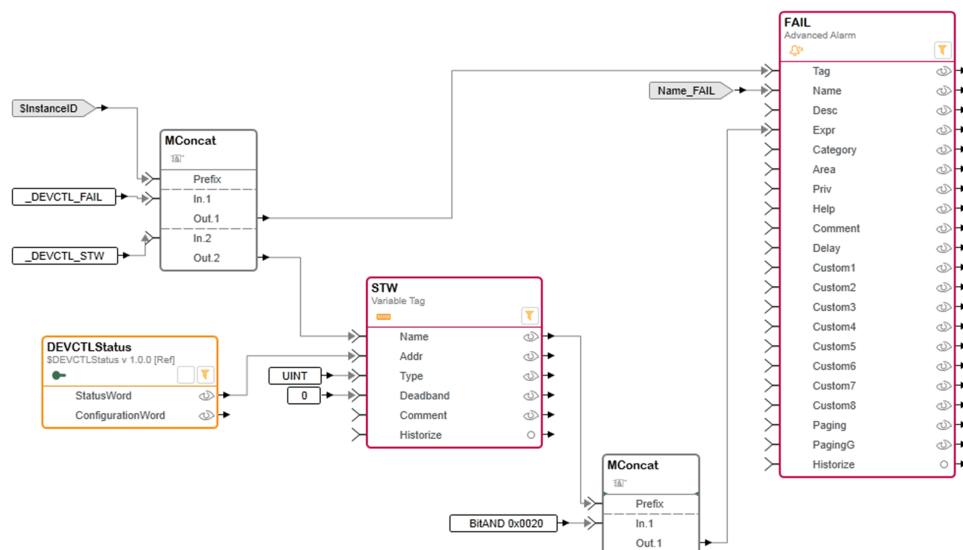 FAIL
Advanced Alarm
Tag
Name_FAIL
Name
$InstanceID
Desc
MConcat
Expr
Category
Prefix
Area
_DEVCTL_FAIL
In.1
Priv
Out.1
Help
In.2
Comment
_DEVCTL_STW
Out.2
Delay
Custom1
STW
Custom2
Variable Tag
Custom3
Custom4
Name
DEVCTLStatus
Custom5
$DEVCTLStatus v 1.0.0 [Ref]
Addr
Custom6
UINT
Type
Custom7
StatusWord
0
Deadband
Custom8
ConfigurationWord
Comment
Paging
Historize
PagingG
MConcat
Historize
Prefix
BitAND 0x0020
In.1
Out.1